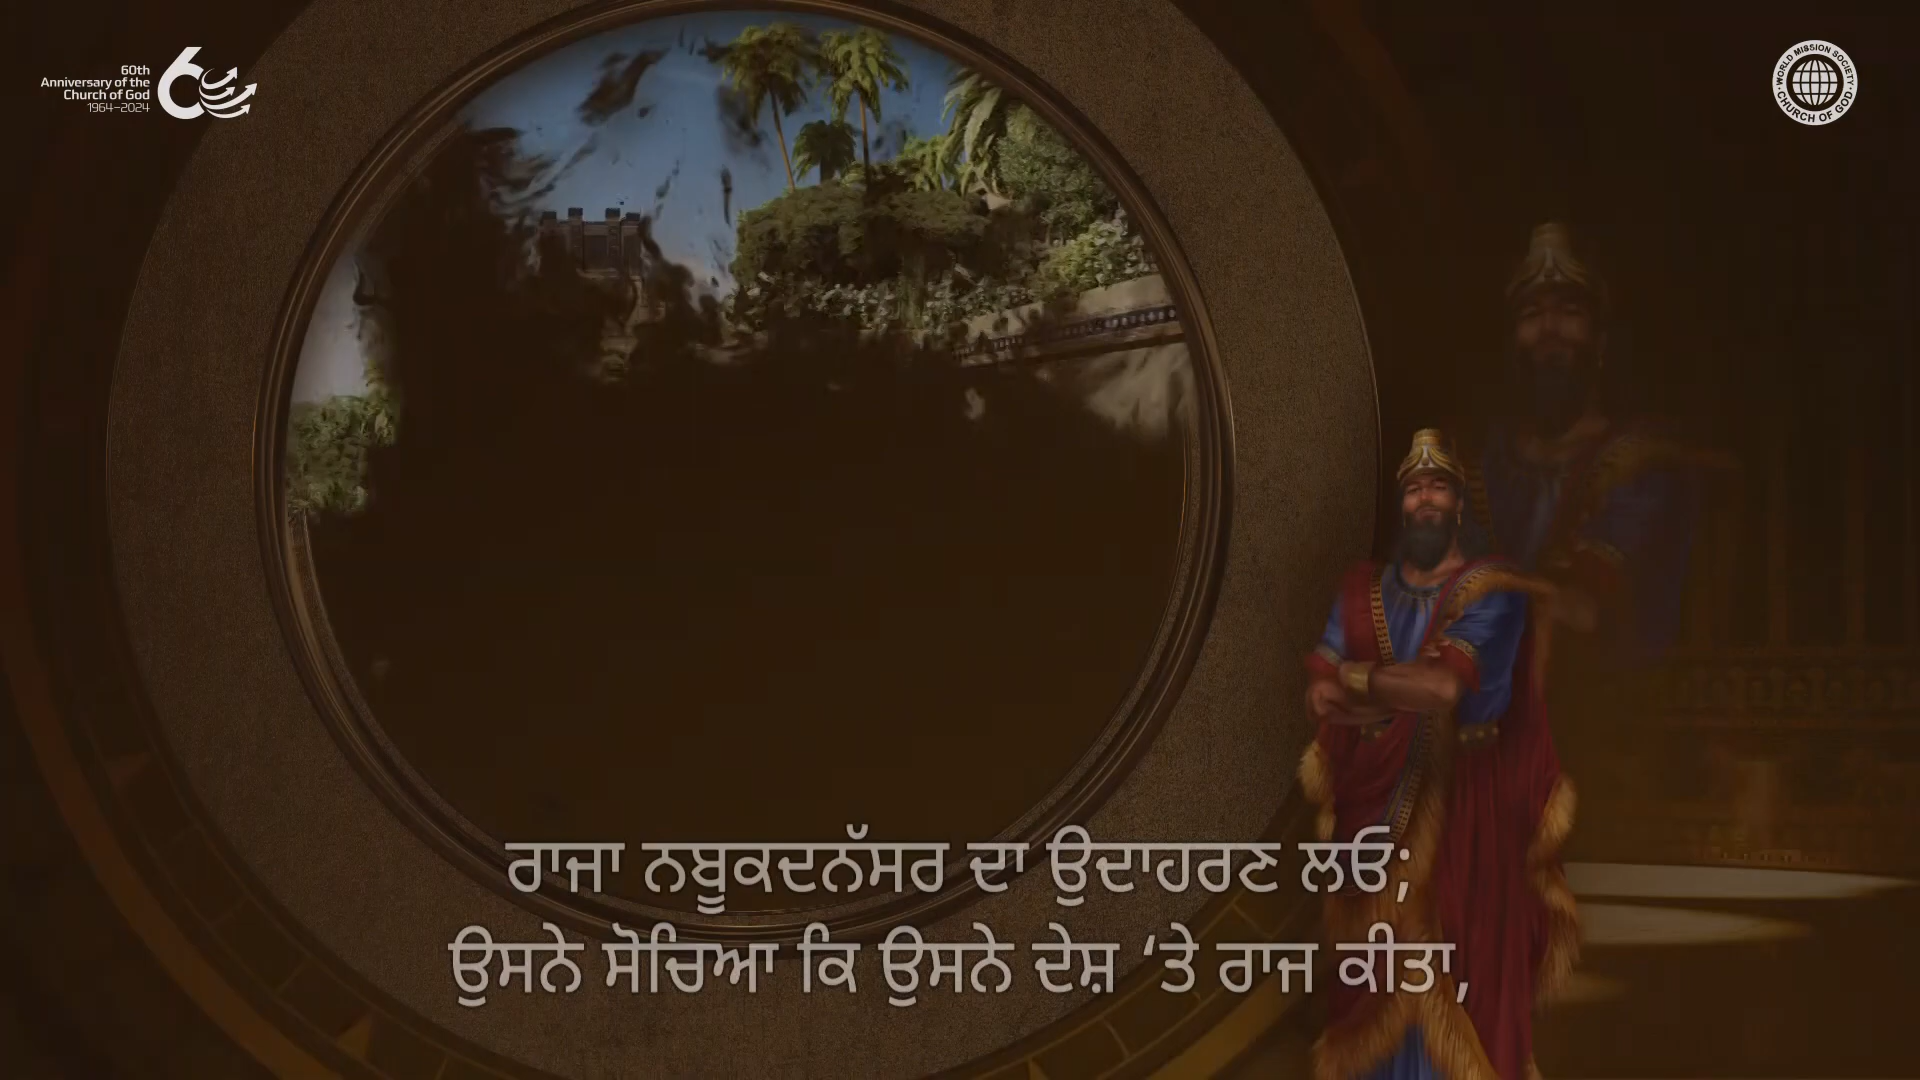 60th
Anniversary of the
Church of God
1964–2024
60
WORLD MISSION SOCIETY
CHURCH OF GOD
ਰਾਜਾ ਨਬੂਕਦਨੱਸਰ ਦਾ ਉਦਾਹਰਣ ਲਓ;
ਉਸਨੇ ਸੋਚਿਆ ਕਿ ਉਸਨੇ ਦੇਸ਼ ‘ਤੇ ਰਾਜ ਕੀਤਾ,